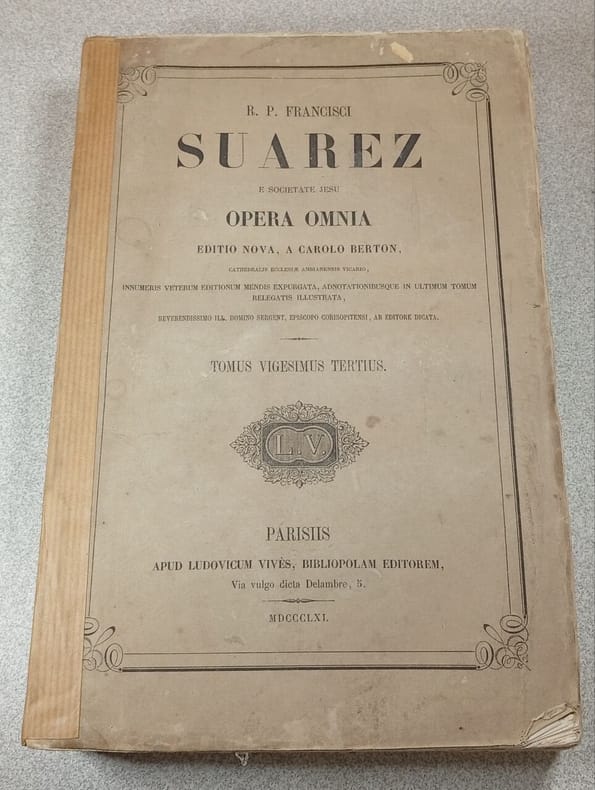 R. P. FRANCISCI
SUAREZ
E SOCIETATE JESU
OPERA OMNIA
EDITIO NOVA, A CAROLO BERTON,
CATHEDRALIS ECCLESIÆ AMBIANENSIS VICARIO,
INNUMERIS VETERUM EDITIONUM MENDIS EXPURGATA, ADNOTATIONIBUSQUE IN ULTIMUM TOMUM
RELEGATIS ILLUSTRATA,
REVERENDISSIMO ILL. DOMINO SERGENT, EPISCOPO CORISOPITENSI, AB EDITORE DICATA.
TOMUS VIGESIMUS TERTIUS.
L.V.
PARISIIS
APUD LUDOVICUM VIVÈS, BIBLIOPOLAM EDITOREM,
Via vulgo dicta Delambre, 5.
MDCCCLXI.